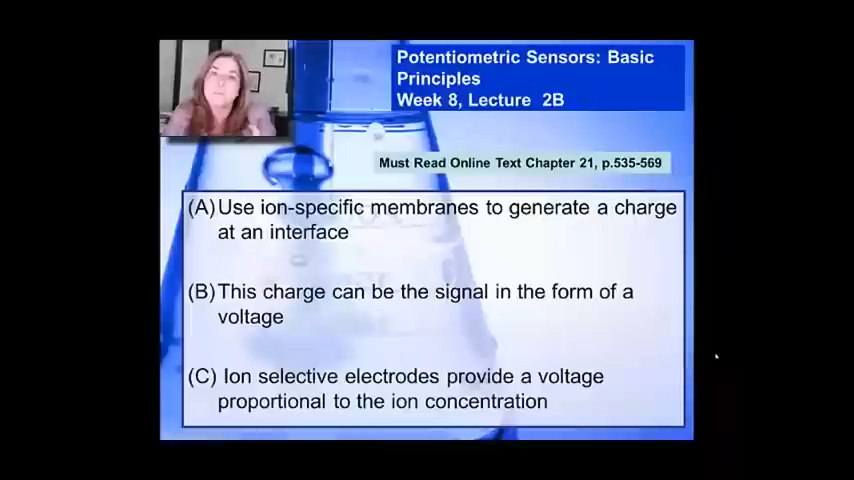 Potentiometric Sensors: Basic
Principles
Week 8, Lecture 2B
Must Read Online Text Chapter 21, p.535-569
(A) Use ion-specific membranes to generate a charge
at an interface
(B) This charge can be the signal in the form of a
voltage
(C) Ion selective electrodes provide a voltage
proportional to the ion concentration